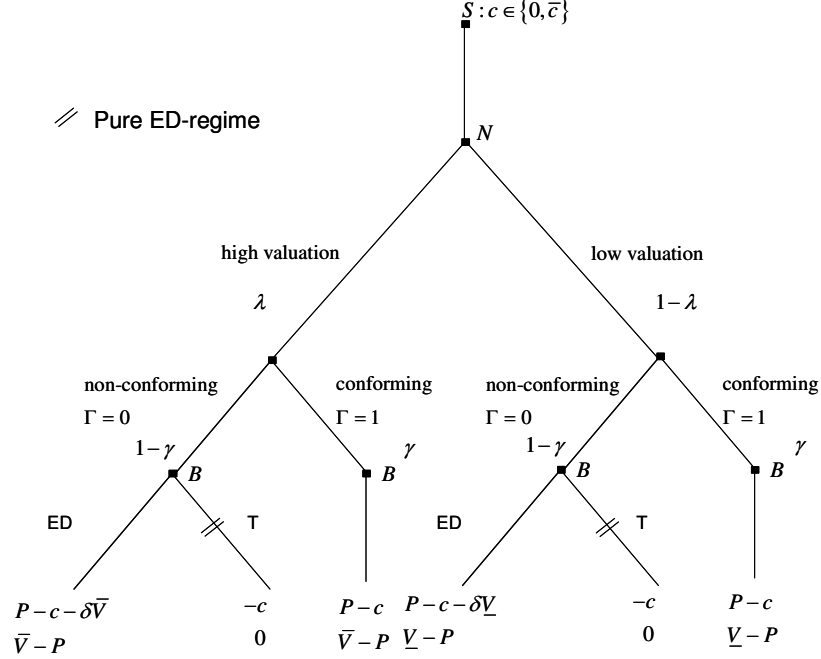 S : c ∈ {0, c̅}
N
Pure ED-regime
high valuation
low valuation
λ
1 − λ
non-conforming
conforming
non-conforming
conforming
Γ = 0
Γ = 1
Γ = 0
Γ = 1
1 − γ
γ
1 − γ
γ
B
B
B
B
ED
T
ED
T
P − c − δV̅
−c
P − c
P − c − δV̲
−c
P − c
V̅ − P
0
V̅ − P
V̲ − P
0
V̲ − P